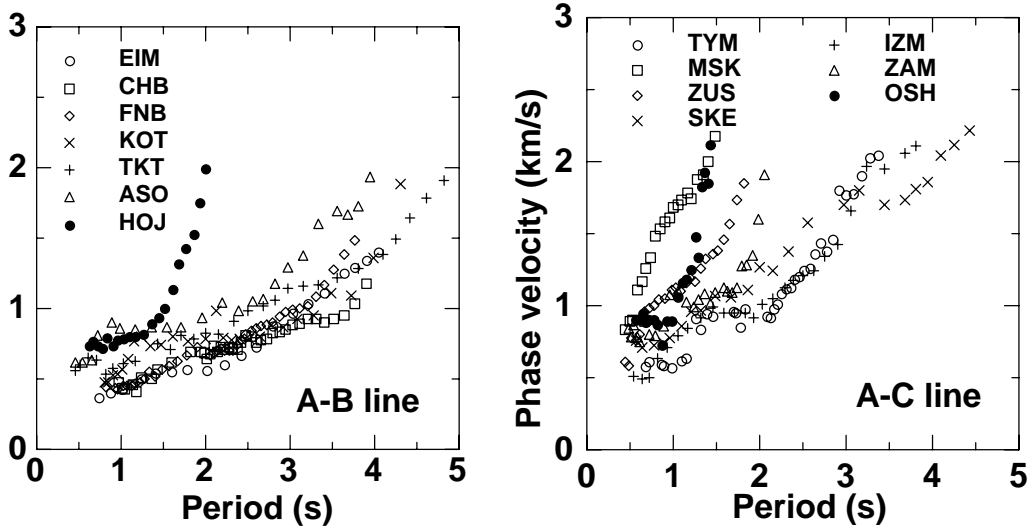 3
2
1
0
0 1 2 3 4 5
Period (s)
EIM
CHB
FNB
KOT
TKT
ASO
HOJ
A-B line
Phase velocity (km/s)
3
2
1
0
0 1 2 3 4 5
Period (s)
TYM
MSK
ZUS
SKE
IZM
ZAM
OSH
A-C line